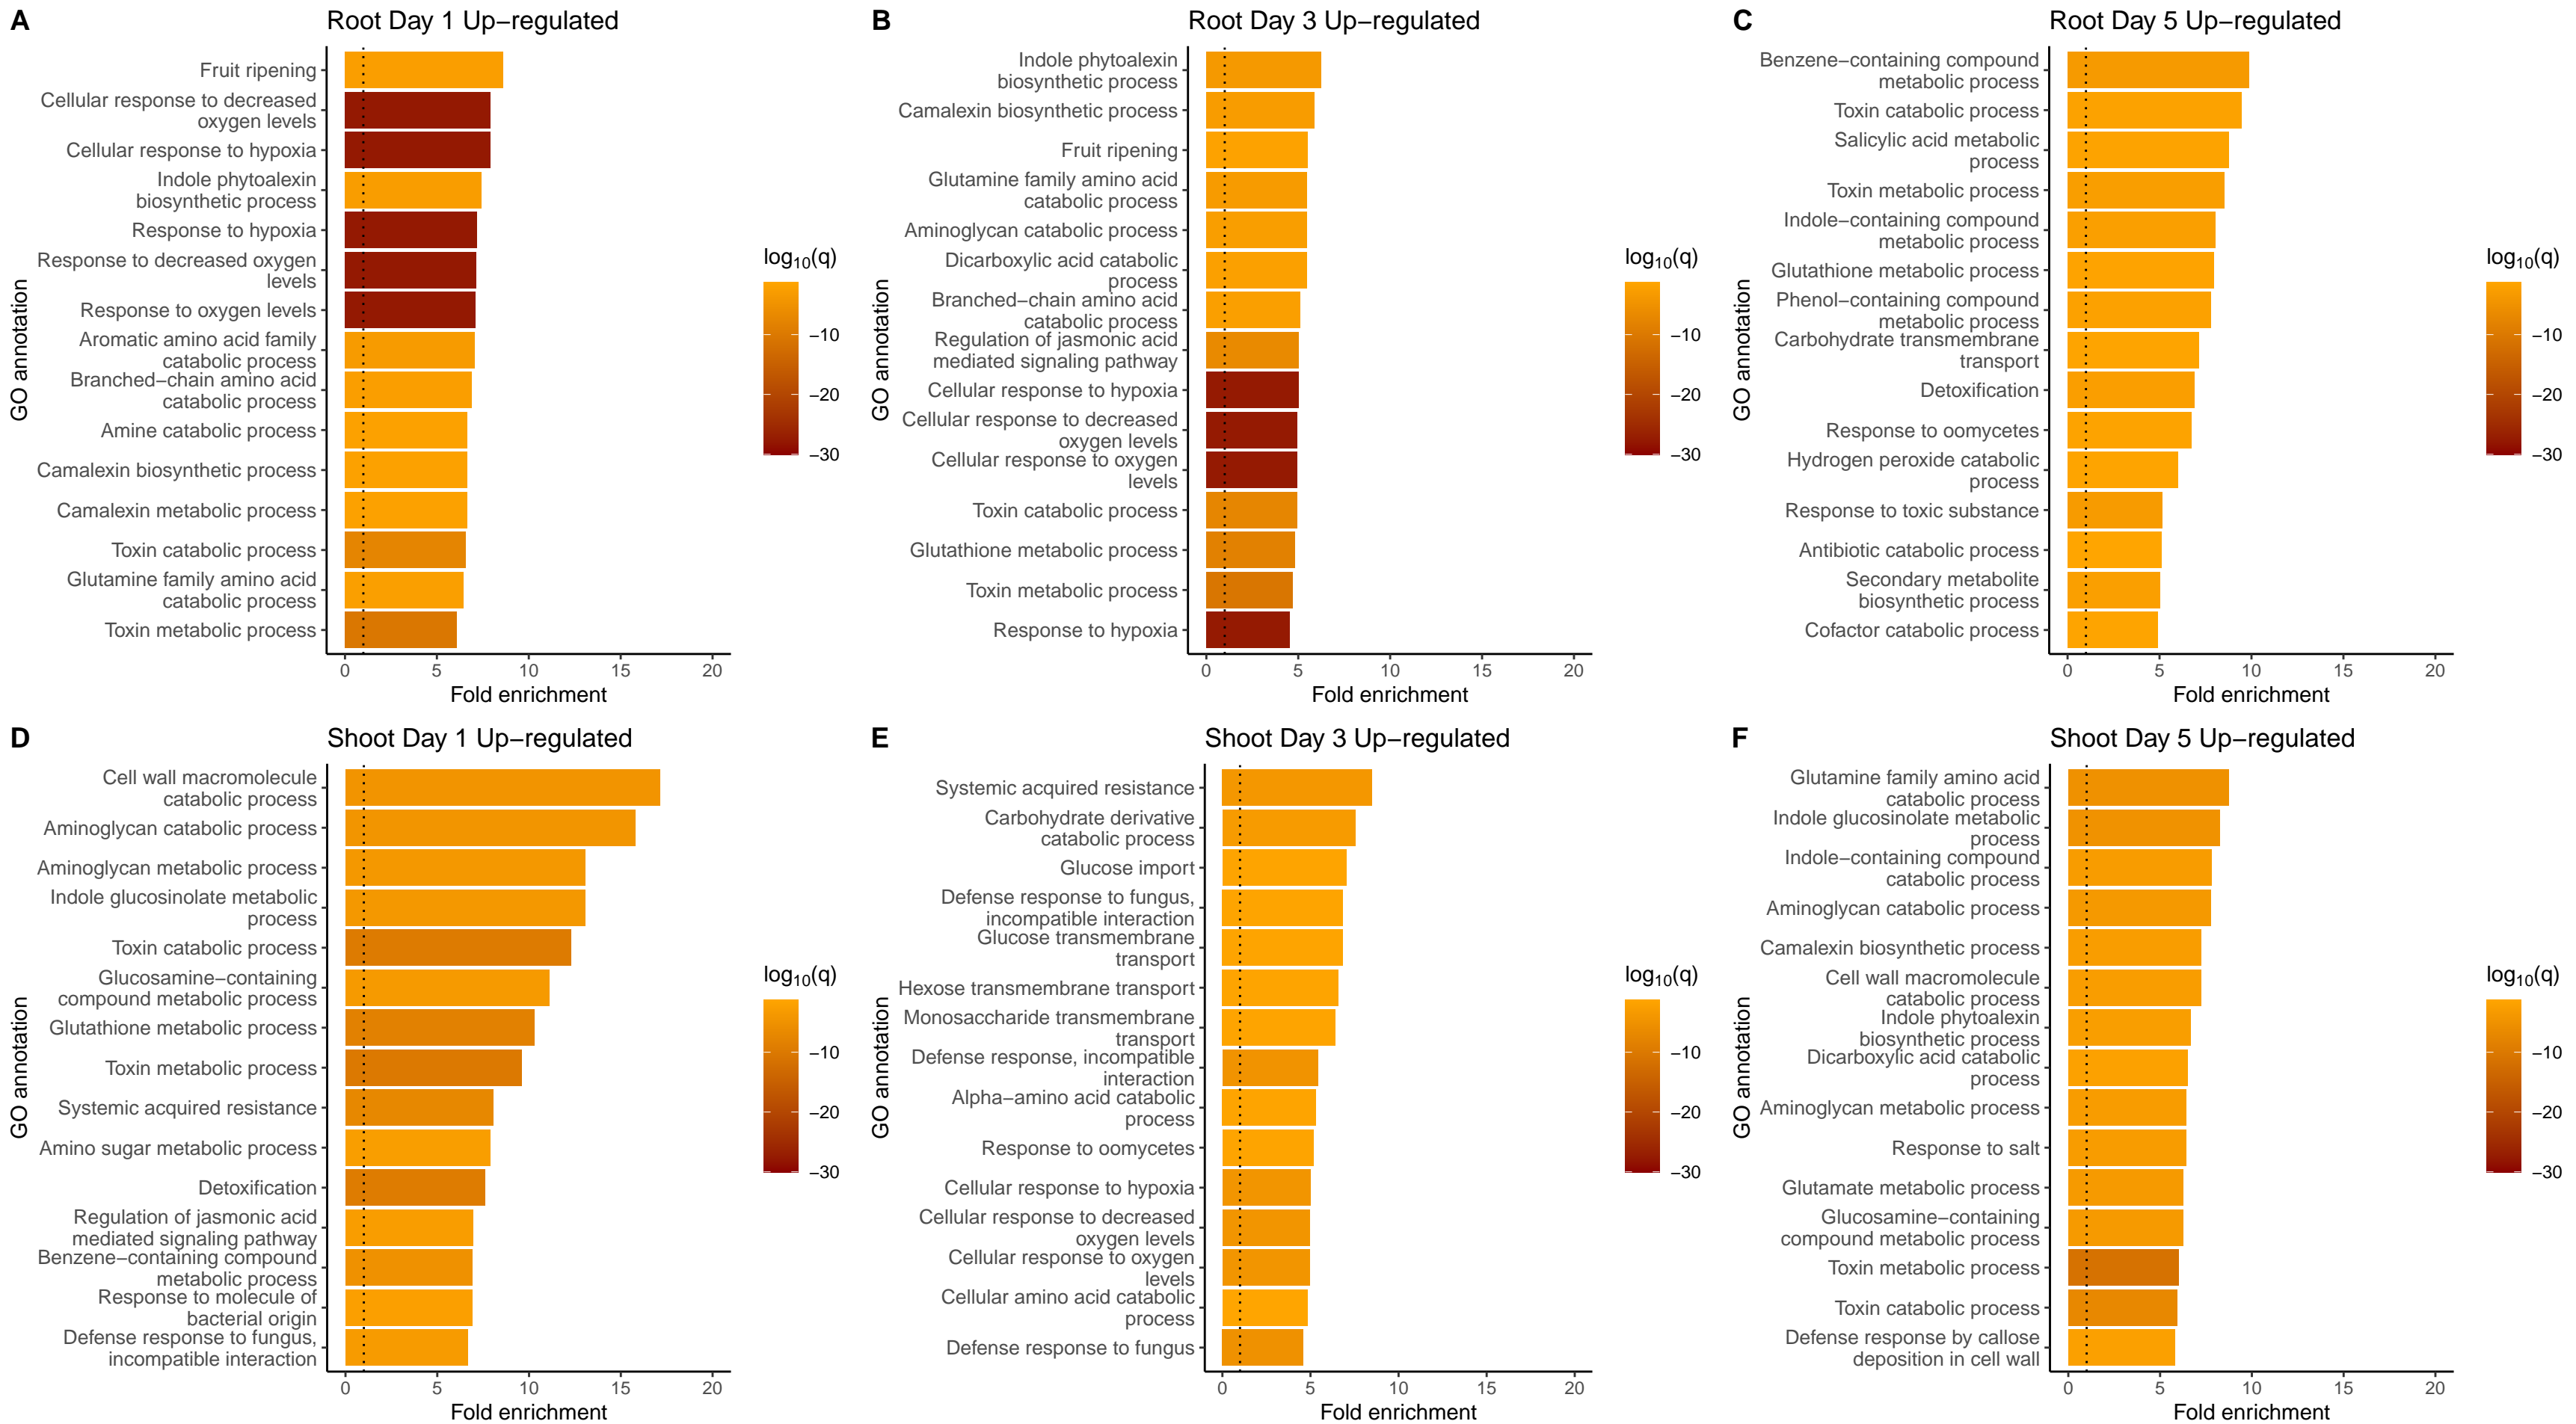 A
Root Day 1 Up−regulated
Fruit ripening
Cellular response to decreased
oxygen levels
Cellular response to hypoxia
Indole phytoalexin
biosynthetic process
Response to hypoxia
Response to decreased oxygen
levels
Response to oxygen levels
Aromatic amino acid family
catabolic process
Branched−chain amino acid
catabolic process
Amine catabolic process
Camalexin biosynthetic process
Camalexin metabolic process
Toxin catabolic process
Glutamine family amino acid
catabolic process
Toxin metabolic process
GO annotation
0 5 10 15 20
Fold enrichment
log10(q)
−10
−20
−30
B
Root Day 3 Up−regulated
Indole phytoalexin
biosynthetic process
Camalexin biosynthetic process
Fruit ripening
Glutamine family amino acid
catabolic process
Aminoglycan catabolic process
Dicarboxylic acid catabolic
process
Branched−chain amino acid
catabolic process
Regulation of jasmonic acid
mediated signaling pathway
Cellular response to hypoxia
Cellular response to decreased
oxygen levels
Cellular response to oxygen
levels
Toxin catabolic process
Glutathione metabolic process
Toxin metabolic process
Response to hypoxia
GO annotation
0 5 10 15 20
Fold enrichment
log10(q)
−10
−20
−30
C
Root Day 5 Up−regulated
Benzene−containing compound
metabolic process
Toxin catabolic process
Salicylic acid metabolic
process
Toxin metabolic process
Indole−containing compound
metabolic process
Glutathione metabolic process
Phenol−containing compound
metabolic process
Carbohydrate transmembrane
transport
Detoxification
Response to oomycetes
Hydrogen peroxide catabolic
process
Response to toxic substance
Antibiotic catabolic process
Secondary metabolite
biosynthetic process
Cofactor catabolic process
GO annotation
0 5 10 15 20
Fold enrichment
log10(q)
−10
−20
−30
D
Shoot Day 1 Up−regulated
Cell wall macromolecule
catabolic process
Aminoglycan catabolic process
Aminoglycan metabolic process
Indole glucosinolate metabolic
process
Toxin catabolic process
Glucosamine−containing
compound metabolic process
Glutathione metabolic process
Toxin metabolic process
Systemic acquired resistance
Amino sugar metabolic process
Detoxification
Regulation of jasmonic acid
mediated signaling pathway
Benzene−containing compound
metabolic process
Response to molecule of
bacterial origin
Defense response to fungus,
incompatible interaction
GO annotation
0 5 10 15 20
Fold enrichment
log10(q)
−10
−20
−30
E
Shoot Day 3 Up−regulated
Systemic acquired resistance
Carbohydrate derivative
catabolic process
Glucose import
Defense response to fungus,
incompatible interaction
Glucose transmembrane
transport
Hexose transmembrane transport
Monosaccharide transmembrane
transport
Defense response, incompatible
interaction
Alpha−amino acid catabolic
process
Response to oomycetes
Cellular response to hypoxia
Cellular response to decreased
oxygen levels
Cellular response to oxygen
levels
Cellular amino acid catabolic
process
Defense response to fungus
GO annotation
0 5 10 15 20
Fold enrichment
log10(q)
−10
−20
−30
F
Shoot Day 5 Up−regulated
Glutamine family amino acid
catabolic process
Indole glucosinolate metabolic
process
Indole−containing compound
catabolic process
Aminoglycan catabolic process
Camalexin biosynthetic process
Cell wall macromolecule
catabolic process
Indole phytoalexin
biosynthetic process
Dicarboxylic acid catabolic
process
Aminoglycan metabolic process
Response to salt
Glutamate metabolic process
Glucosamine−containing
compound metabolic process
Toxin metabolic process
Toxin catabolic process
Defense response by callose
deposition in cell wall
GO annotation
0 5 10 15 20
Fold enrichment
log10(q)
−10
−20
−30